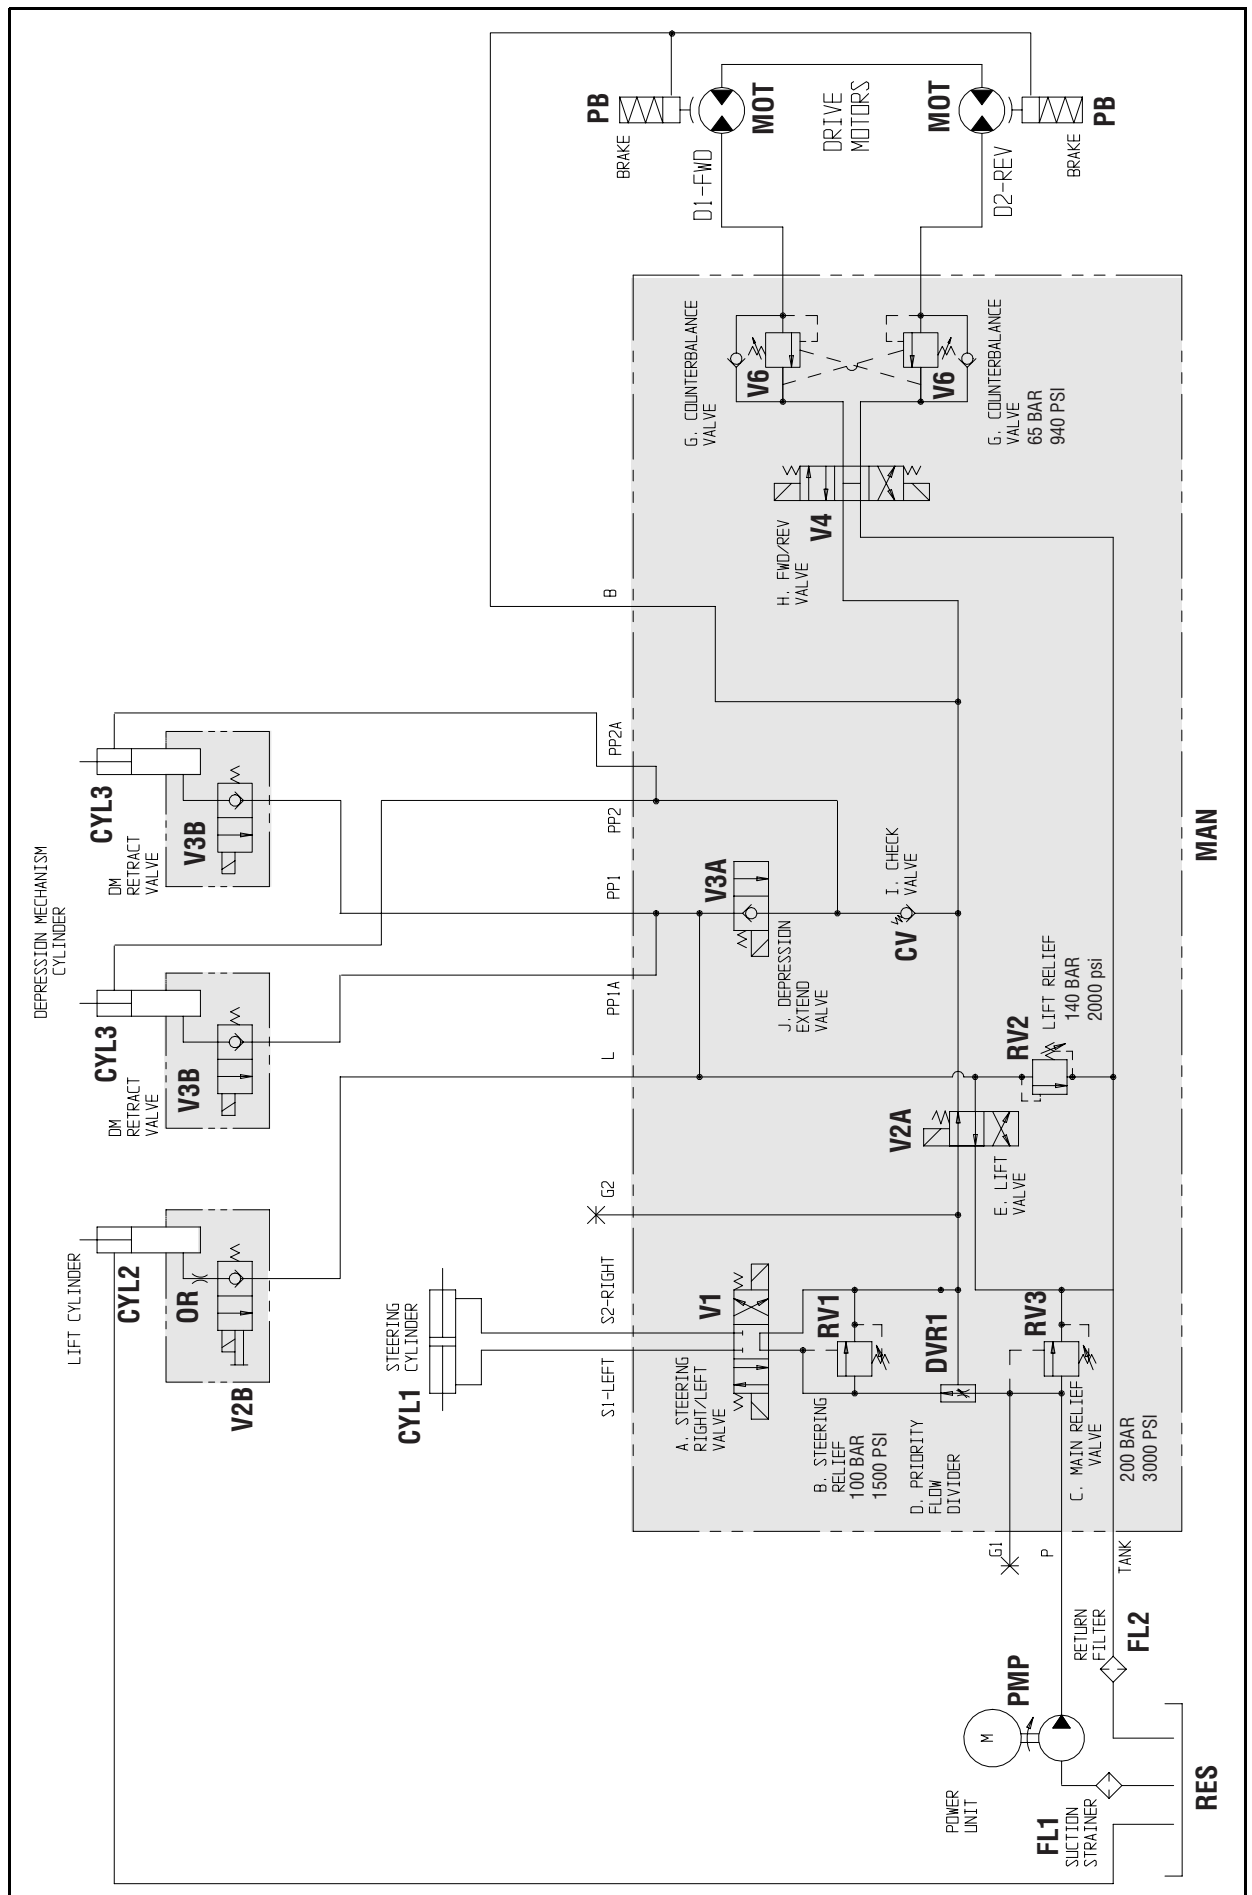 DEPRESSION MECHANISM
CYLINDER
LIFT CYLINDER
CYL2
OR
V2B
DM
RETRACT
VALVE
CYL3
V3B
DM
RETRACT
VALVE
CYL3
V3B
PB
BRAKE
MOT
DRIVE
MOTORS
MOT
PB
BRAKE
D1-FWD
D2-REV
CYL1
STEERING
CYLINDER
S1-LEFT
S2-RIGHT
G2
L
PP1A
PP1
PP2
PP2A
B
A. STEERING
RIGHT/LEFT
VALVE
V1
B. STEERING
RELIEF
100 BAR
1500 PSI
RV1
D. PRIORITY
FLOW
DIVIDER
DVR1
C. MAIN RELIEF
VALVE
200 BAR
3000 PSI
RV3
V2A
E. LIFT
VALVE
RV2
LIFT RELIEF
140 BAR
2000 psi
J. DEPRESSION
EXTEND
VALVE
V3A
CV
I. CHECK
VALVE
H. FWD/REV
VALVE
V4
G. COUNTERBALANCE
VALVE
V6
V6
G. COUNTERBALANCE
VALVE
65 BAR
940 PSI
MAN
G1
P
TANK
RETURN
FILTER
FL2
PMP
M
POWER
UNIT
FL1
SUCTION
STRAINER
RES